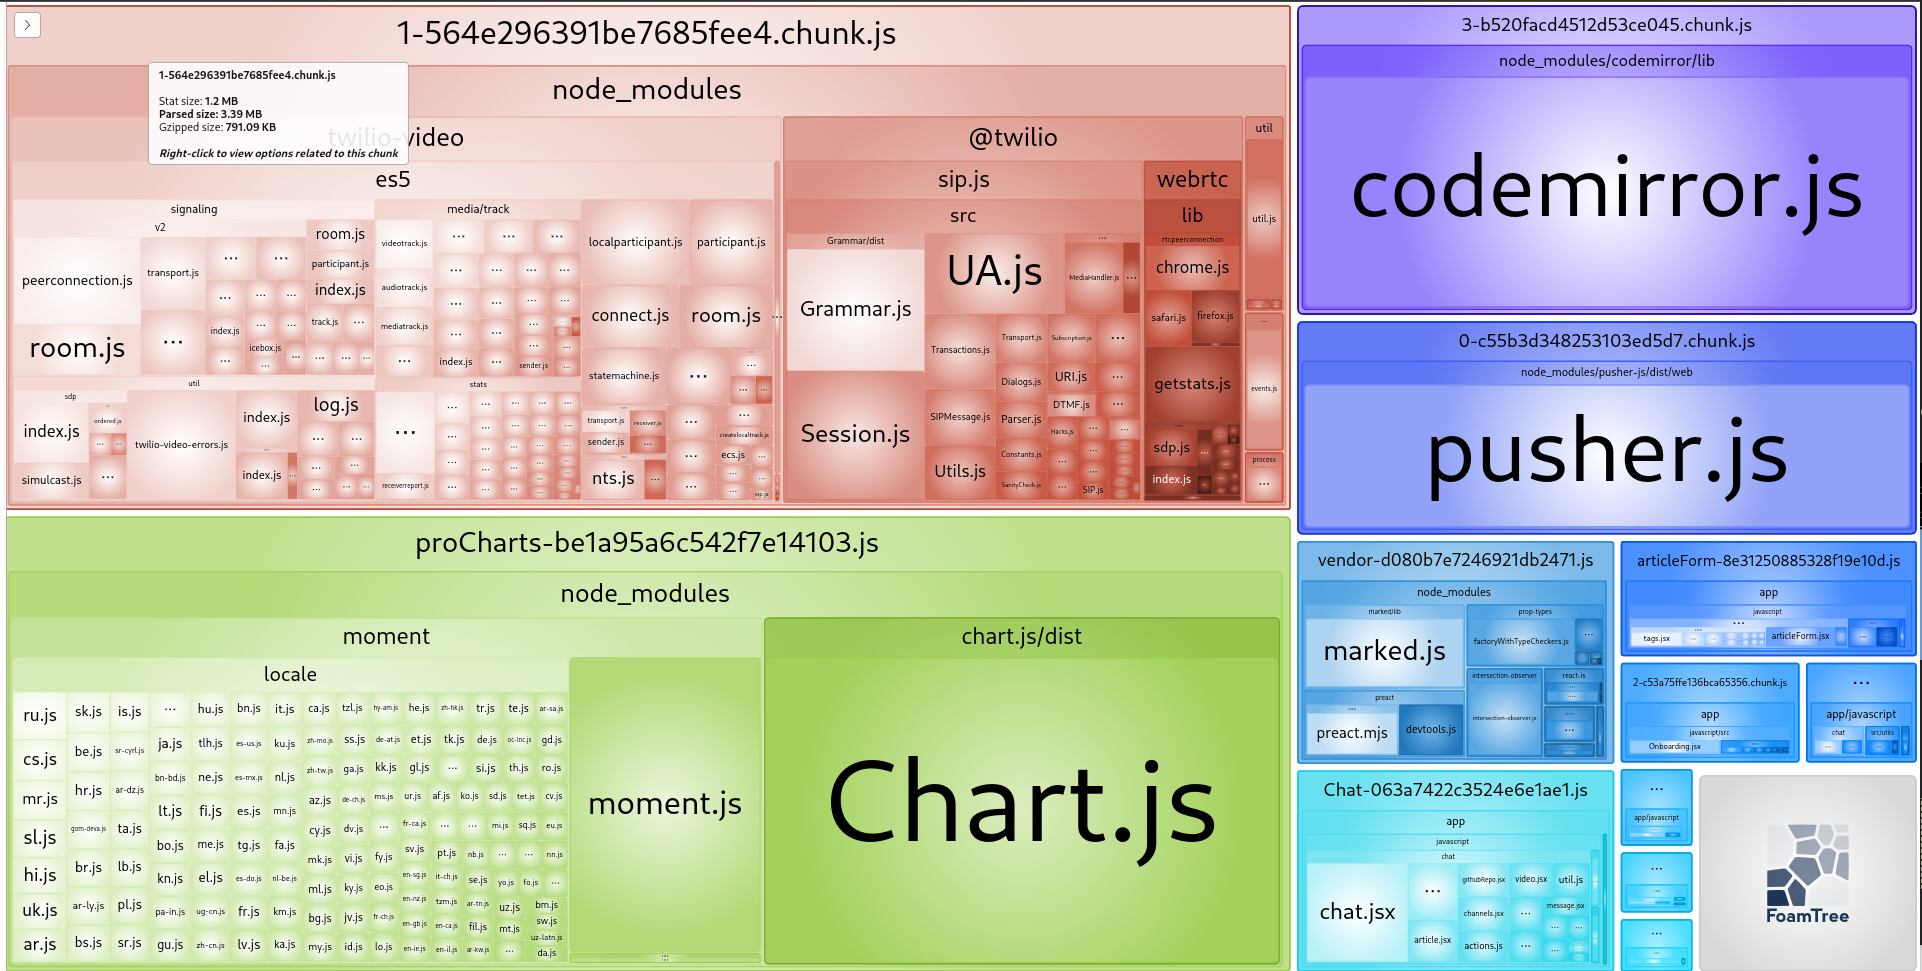 1-564e296391be7685fee4.chunk.js
1-564e296391be7685fee4.chunk.js
Stat size: 1.2 MB
Parsed size: 3.39 MB
Gzipped size: 791.09 KB
Right-click to view options related to this chunk
node_modules
twilio-video
es5
signaling
v2
peerconnection.js
transport.js
room.js
participant.js
index.js
track.js
index.js
icebox.js
room.js
...
media/track
videotrack.js
audiotrack.js
mediatrack.js
index.js
sender.js
localparticipant.js
participant.js
connect.js
room.js
statemachine.js
...
util
sdp
index.js
ordered.js
simulcast.js
...
twilio-video-errors.js
index.js
log.js
index.js
stats
...
receiverreport.js
transport.js
receiver.js
sender.js
nts.js
createlocaltrack.js
ecs.js
sip.js
@twilio
sip.js
src
Grammar/dist
Grammar.js
Session.js
UA.js
MediaHandler.js
Transactions.js
Transport.js
Subscription.js
Dialogs.js
URI.js
DTMF.js
SIPMessage.js
Parser.js
Hacks.js
Utils.js
Constants.js
SanityCheck.js
SIP.js
webrtc
lib
rtcpeerconnection
chrome.js
safari.js
firefox.js
getstats.js
sdp.js
index.js
util
util.js
events.js
process
...
proCharts-be1a95a6c542f7e14103.js
node_modules
moment
locale
ru.js sk.js is.js ... hu.js bn.js it.js ca.js tzl.js hy-am.js he.js zh-hk.js tr.js te.js ar-sa.js
cs.js be.js sr-cyrl.js ja.js tlh.js es-us.js ku.js zh-mo.js ss.js de-at.js et.js tk.js de.js oc-lnc.js gd.js
mr.js hr.js ar-dz.js bn-bd.js ne.js es-mx.js nl.js zh-tw.js ga.js kk.js gl.js ... si.js th.js ro.js
sl.js gom-deva.js ta.js lt.js fi.js es.js mn.js az.js de-ch.js ms.js ur.js af.js ko.js sd.js tet.js cv.js
hi.js br.js lb.js bo.js me.js tg.js fa.js cy.js dv.js ... fr-ca.js ... ... mi.js sq.js eu.js
uk.js ar-ly.js pl.js kn.js el.js es-do.js nl-be.js mk.js vi.js fy.js sv.js pt.js nb.js ... ... nn.js
ar.js bs.js sr.js pa-in.js ug-cn.js fr.js km.js ml.js ky.js eo.js en-sg.js it-ch.js se.js yo.js fo.js ...
gu.js zh-cn.js lv.js ka.js bg.js jv.js fr-ch.js en-nz.js tzm.js ar-tn.js uz.js bm.js
my.js id.js lo.js en-gb.js en-ca.js fil.js mt.js sw.js
en-ie.js en-il.js ar-kw.js ... uz-latn.js
da.js
moment.js
chart.js/dist
Chart.js
3-b520facd4512d53ce045.chunk.js
node_modules/codemirror/lib
codemirror.js
0-c55b3d348253103ed5d7.chunk.js
node_modules/pusher-js/dist/web
pusher.js
vendor-d080b7e7246921db2471.js
node_modules
marked/lib
marked.js
prop-types
factoryWithTypeCheckers.js
preact
preact.mjs
devtools.js
intersection-observer
intersection-observer.js
react-is
articleForm-8e31250885328f19e10d.js
app
javascript
tags.jsx
articleForm.jsx
2-c53a75ffe136bca65356.chunk.js
app
javascript/src
Onboarding.jsx
...
app/javascript
chat
src/utils
Chat-063a7422c3524e6e1ae1.js
app
javascript
chat
chat.jsx
...
article.jsx
githubRepo.jsx
video.jsx
util.js
channels.jsx
message.jsx
actions.js
...
app/javascript
...
...
FoamTree